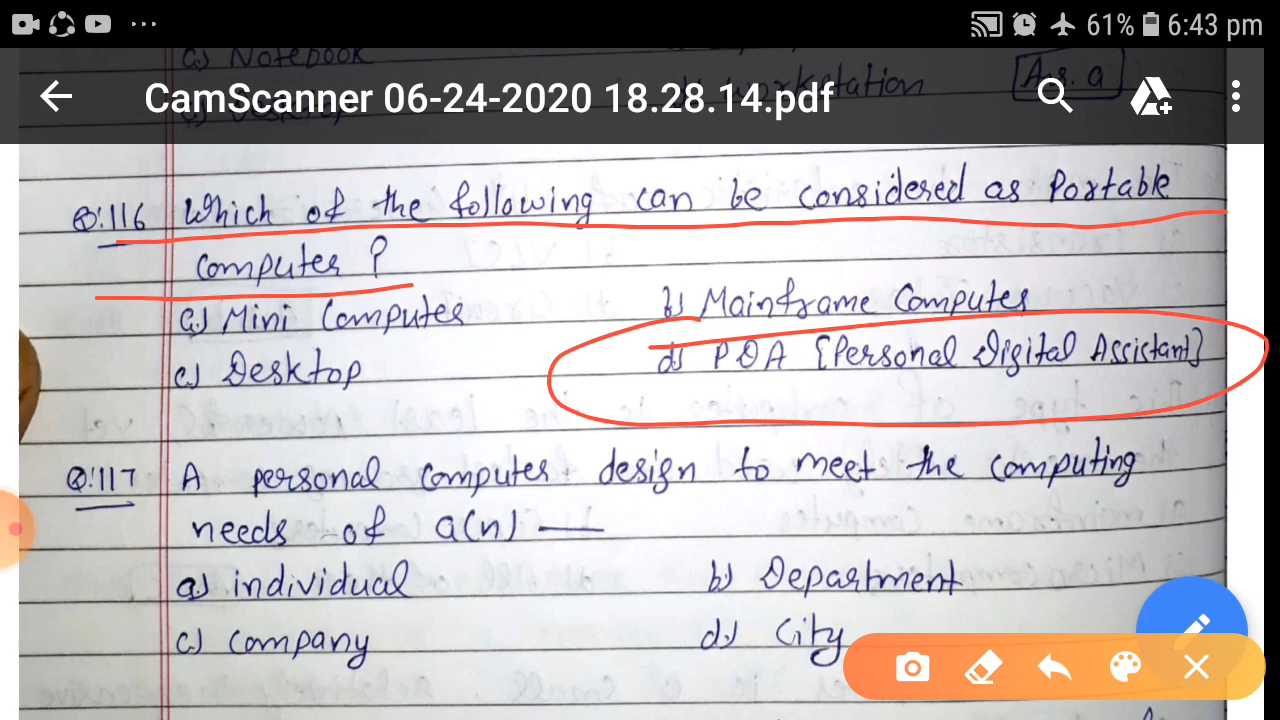 61% 6:43 pm
a) Notebook
CamScanner 06-24-2020 18.28.14.pdf
workstation
Ans. a
Q:116 Which of the following can be considered as Portable
Computer ?
a) Mini Computer
b) Mainframe Computer
c) Desktop
d) PDA [Personal Digital Assistant]
Q:117 A personal computer design to meet the computing
needs of a(n) —
a) individual
b) Department
c) Company
d) City